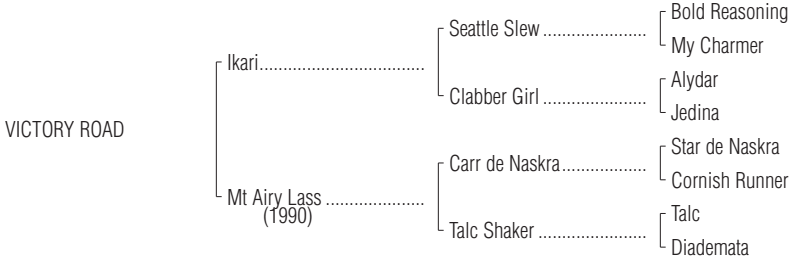 Bold Reasoning
Seattle Slew ......................
My Charmer
Ikari...................................
Alydar
Clabber Girl ......................
Jedina
VICTORY ROAD
Star de Naskra
Carr de Naskra..................
Cornish Runner
Mt Airy Lass .....................
(1990)
Talc
Talc Shaker .......................
Diademata